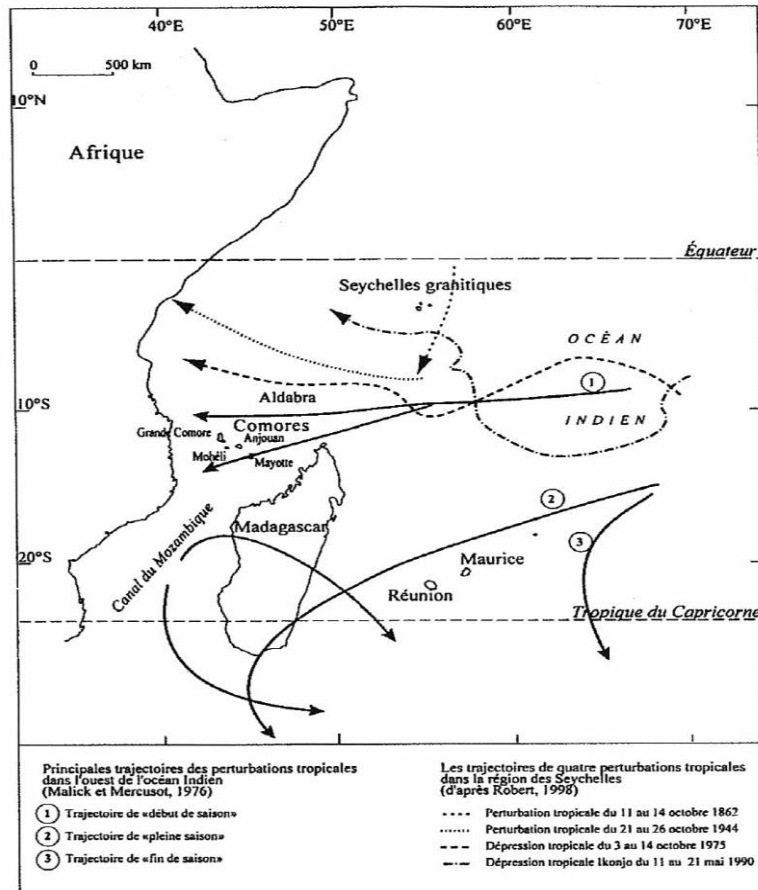 40°E
50°E
60°E
70°E
0
500 km
10°N
Afrique
Équateur
Seychelles granitiques
OCÉAN
1
Aldabra
10°S
INDIEN
Comores
Grande Comore
Anjouan
Mohéli
Mayotte
2
Madagascar
3
Canal du Mozambique
20°S
Maurice
Réunion
Tropique du Capricorne
40°E
50°E
60°E
Principales trajectoires des perturbations tropicales
dans l'ouest de l'océan Indien
(Malick et Mercusot, 1976)
1 Trajectoire de «début de saison»
2 Trajectoire de «pleine saison»
3 Trajectoire de «fin de saison»
Les trajectoires de quatre perturbations tropicales
dans la région des Seychelles
(d'après Robert, 1998)
Perturbation tropicale du 11 au 14 octobre 1862
Perturbation tropicale du 21 au 26 octobre 1944
Dépression tropicale du 3 au 14 octobre 1975
Dépression tropicale Ikonjo du 11 au 21 mai 1990